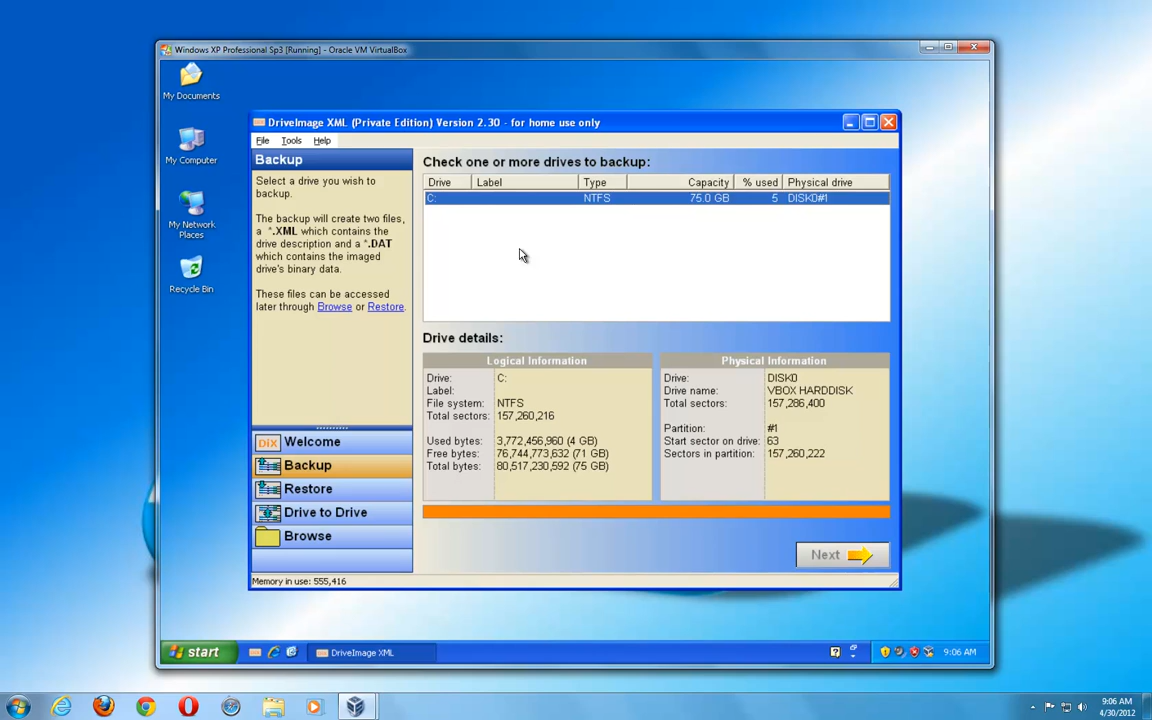 Windows XP Professional Sp3 [Running] - Oracle VM VirtualBox
My Documents
My Computer
My Network
Places
Recycle Bin
DriveImage XML (Private Edition) Version 2.30 - for home use only
File Tools Help
Backup
Select a drive you wish to
backup.
The backup will create two files,
a *.XML which contains the
drive description and a *.DAT
which contains the imaged
drive's binary data.
These files can be accessed
later through Browse or Restore.
DiX Welcome
Backup
Restore
Drive to Drive
Browse
Check one or more drives to backup:
Drive Label Type Capacity % used Physical drive
C: NTFS 75.0 GB 5 DISK0#1
Drive details:
Logical Information
Drive: C:
Label:
File system: NTFS
Total sectors: 157,260,216
Used bytes: 3,772,456,960 (4 GB)
Free bytes: 76,744,773,632 (71 GB)
Total bytes: 80,517,230,592 (75 GB)
Physical Information
Drive: DISK0
Drive name: VBOX HARDDISK
Total sectors: 157,286,400
Partition: #1
Start sector on drive: 63
Sectors in partition: 157,260,222
Next
Memory in use: 555,416
start
DriveImage XML
9:06 AM
9:06 AM
4/30/2012